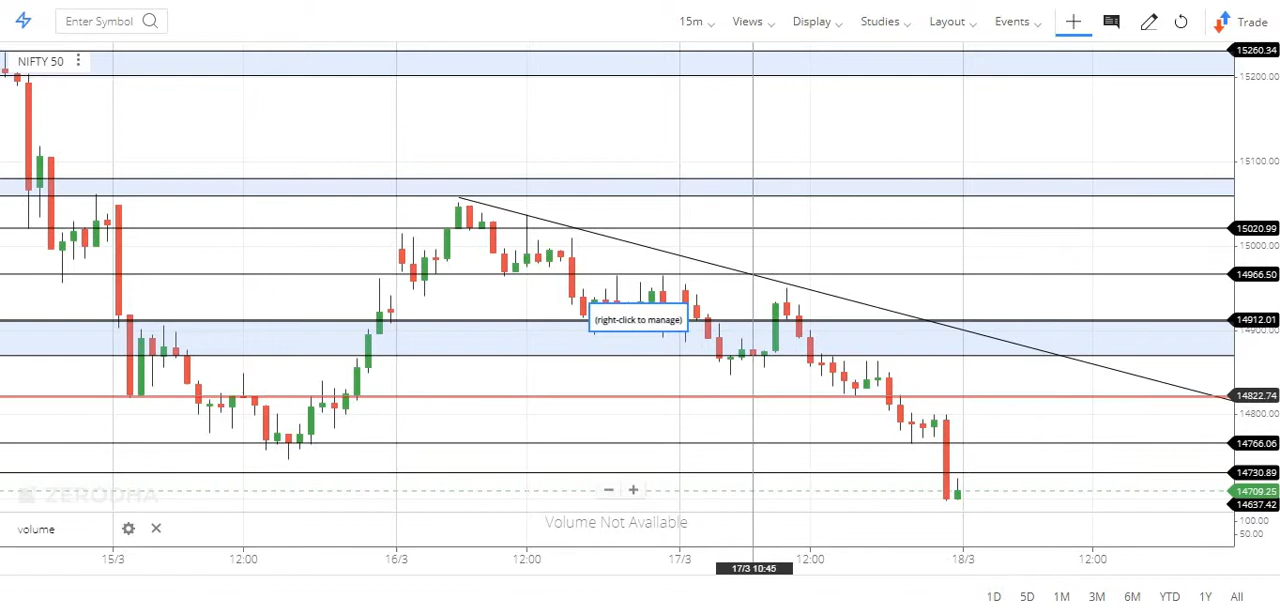 Enter Symbol 15m Views Display Studies Layout Events Trade
NIFTY 50
15260.34
15200.00
15100.00
15020.99
15000.00
14966.50
(right-click to manage)
14912.01
14900.00
14822.74
14800.00
14766.06
14730.89
ZERODHA
14709.25
14637.42
Volume Not Available
volume
100.00
50.00
15/3 12:00 16/3 12:00 17/3 12:00 18/3 12:00
17/3 10:45
1D 5D 1M 3M 6M YTD 1Y All